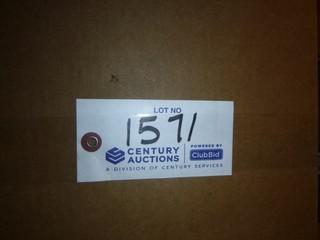 LOT NO
1571
CENTURY AUCTIONS
POWERED BY
ClubBid
A DIVISION OF CENTURY SERVICES